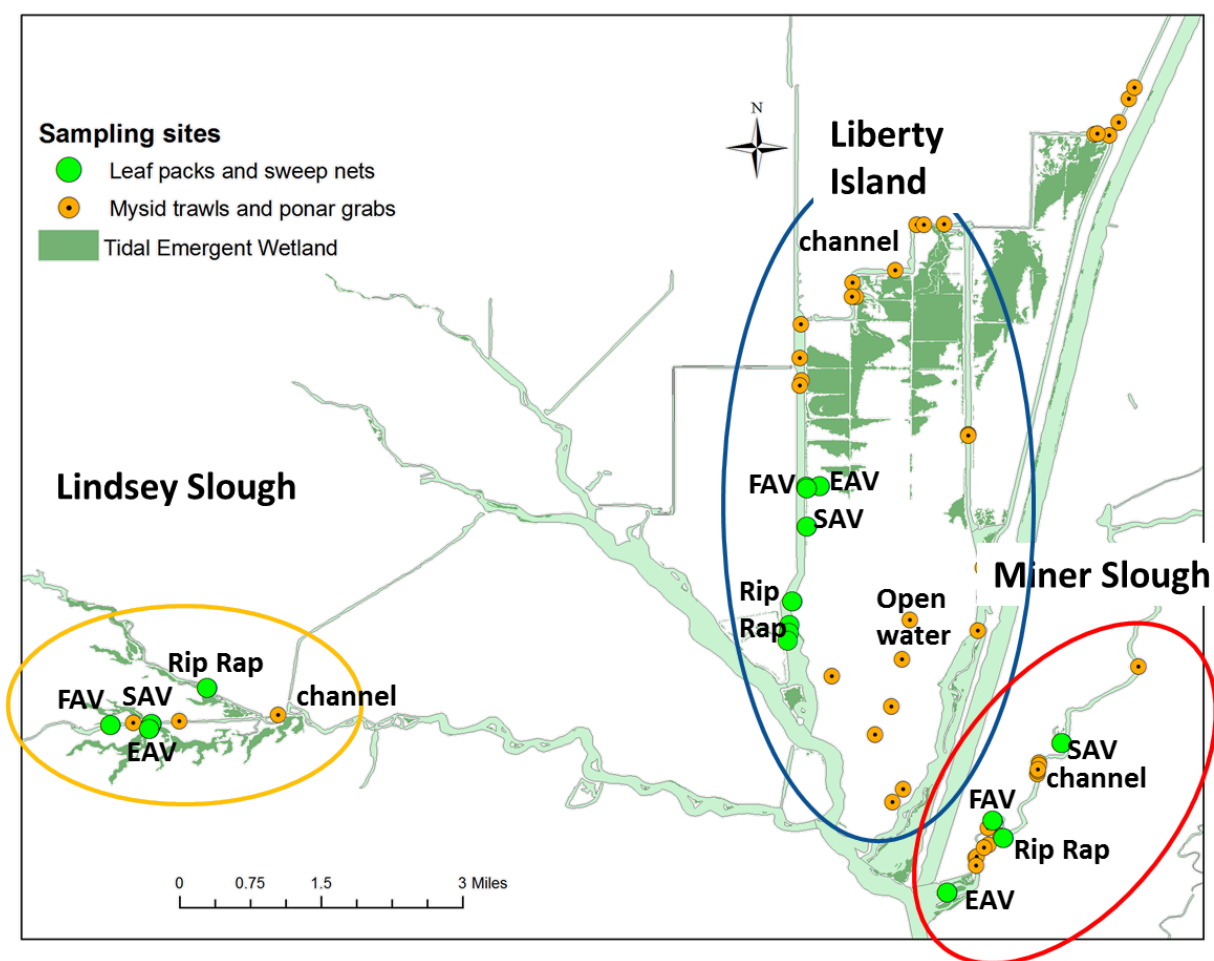 N
Liberty
Island
Sampling sites
Leaf packs and sweep nets
Mysid trawls and ponar grabs
Tidal Emergent Wetland
channel
Lindsey Slough
FAV
EAV
SAV
Miner Slough
Rip
Rap
Open
water
Rip Rap
FAV
SAV
channel
EAV
SAV
channel
FAV
Rip Rap
EAV
0 0.75 1.5 3 Miles